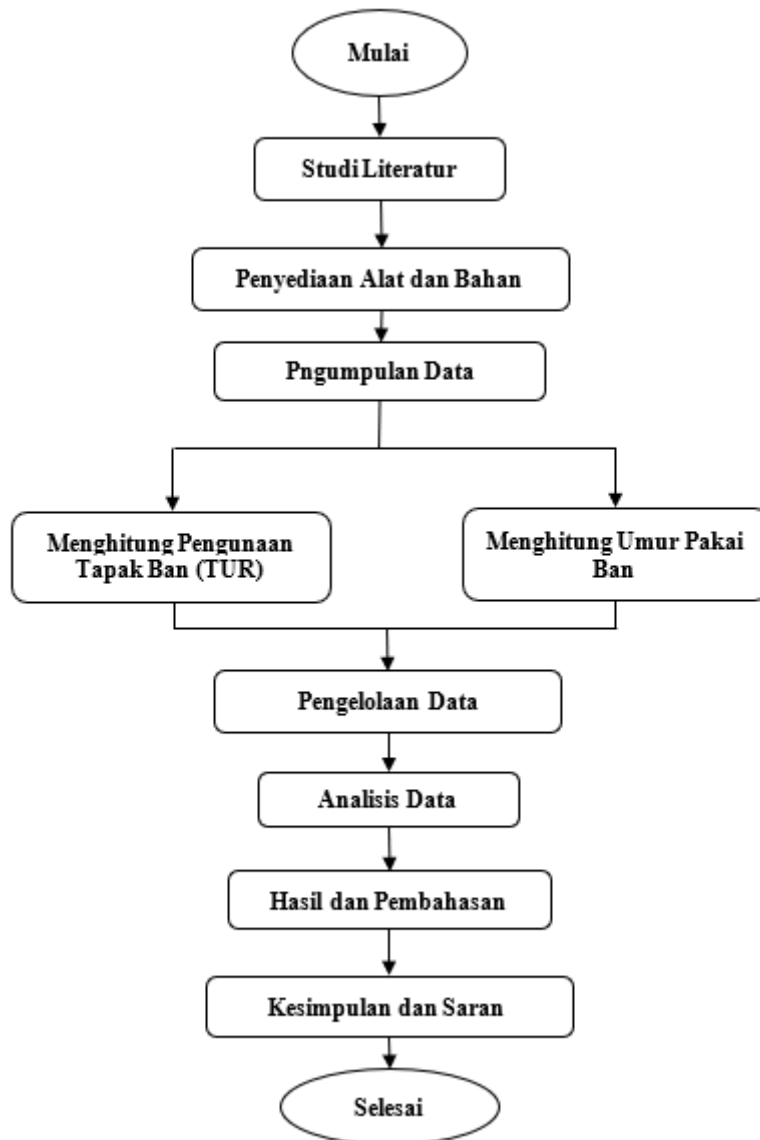 Mulai
Studi Literatur
Penyediaan Alat dan Bahan
Pngumpulan Data
Menghitung Pengunaan
Tapak Ban (TUR)
Menghitung Umur Pakai
Ban
Pengelolaan Data
Analisis Data
Hasil dan Pembahasan
Kesimpulan dan Saran
Selesai